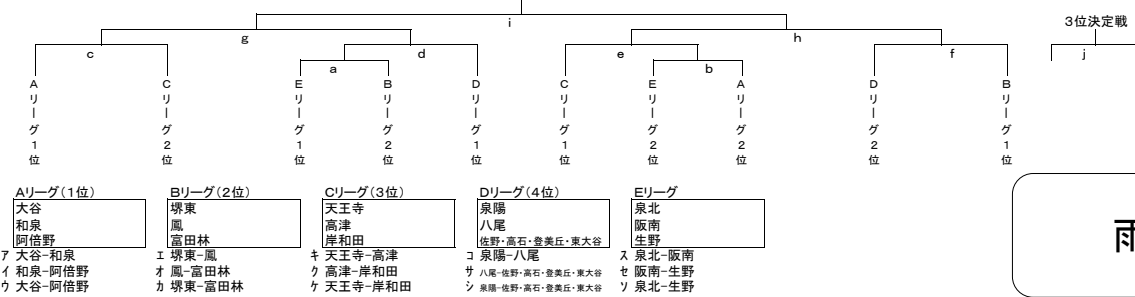 i
3位決定戦
g
h
c
d
e
f
j
a
b
Aリーグ1位
Cリーグ2位
Eリーグ1位
Bリーグ2位
Dリーグ1位
Cリーグ1位
Eリーグ2位
Aリーグ2位
Dリーグ2位
Bリーグ1位
Aリーグ(1位)
大谷
和泉
阿倍野
ア 大谷-和泉
イ 和泉-阿倍野
ウ 大谷-阿倍野
Bリーグ(2位)
堺東
鳳
富田林
エ 堺東-鳳
オ 鳳-富田林
カ 堺東-富田林
Cリーグ(3位)
天王寺
高津
岸和田
キ 天王寺-高津
ク 高津-岸和田
ケ 天王寺-岸和田
Dリーグ(4位)
泉陽
八尾
佐野・高石・登美丘・東大谷
コ 泉陽-八尾
サ 八尾-佐野・高石・登美丘・東大谷
シ 泉陽-佐野・高石・登美丘・東大谷
Eリーグ
泉北
阪南
生野
ス 泉北-阪南
セ 阪南-生野
ソ 泉北-生野
雨